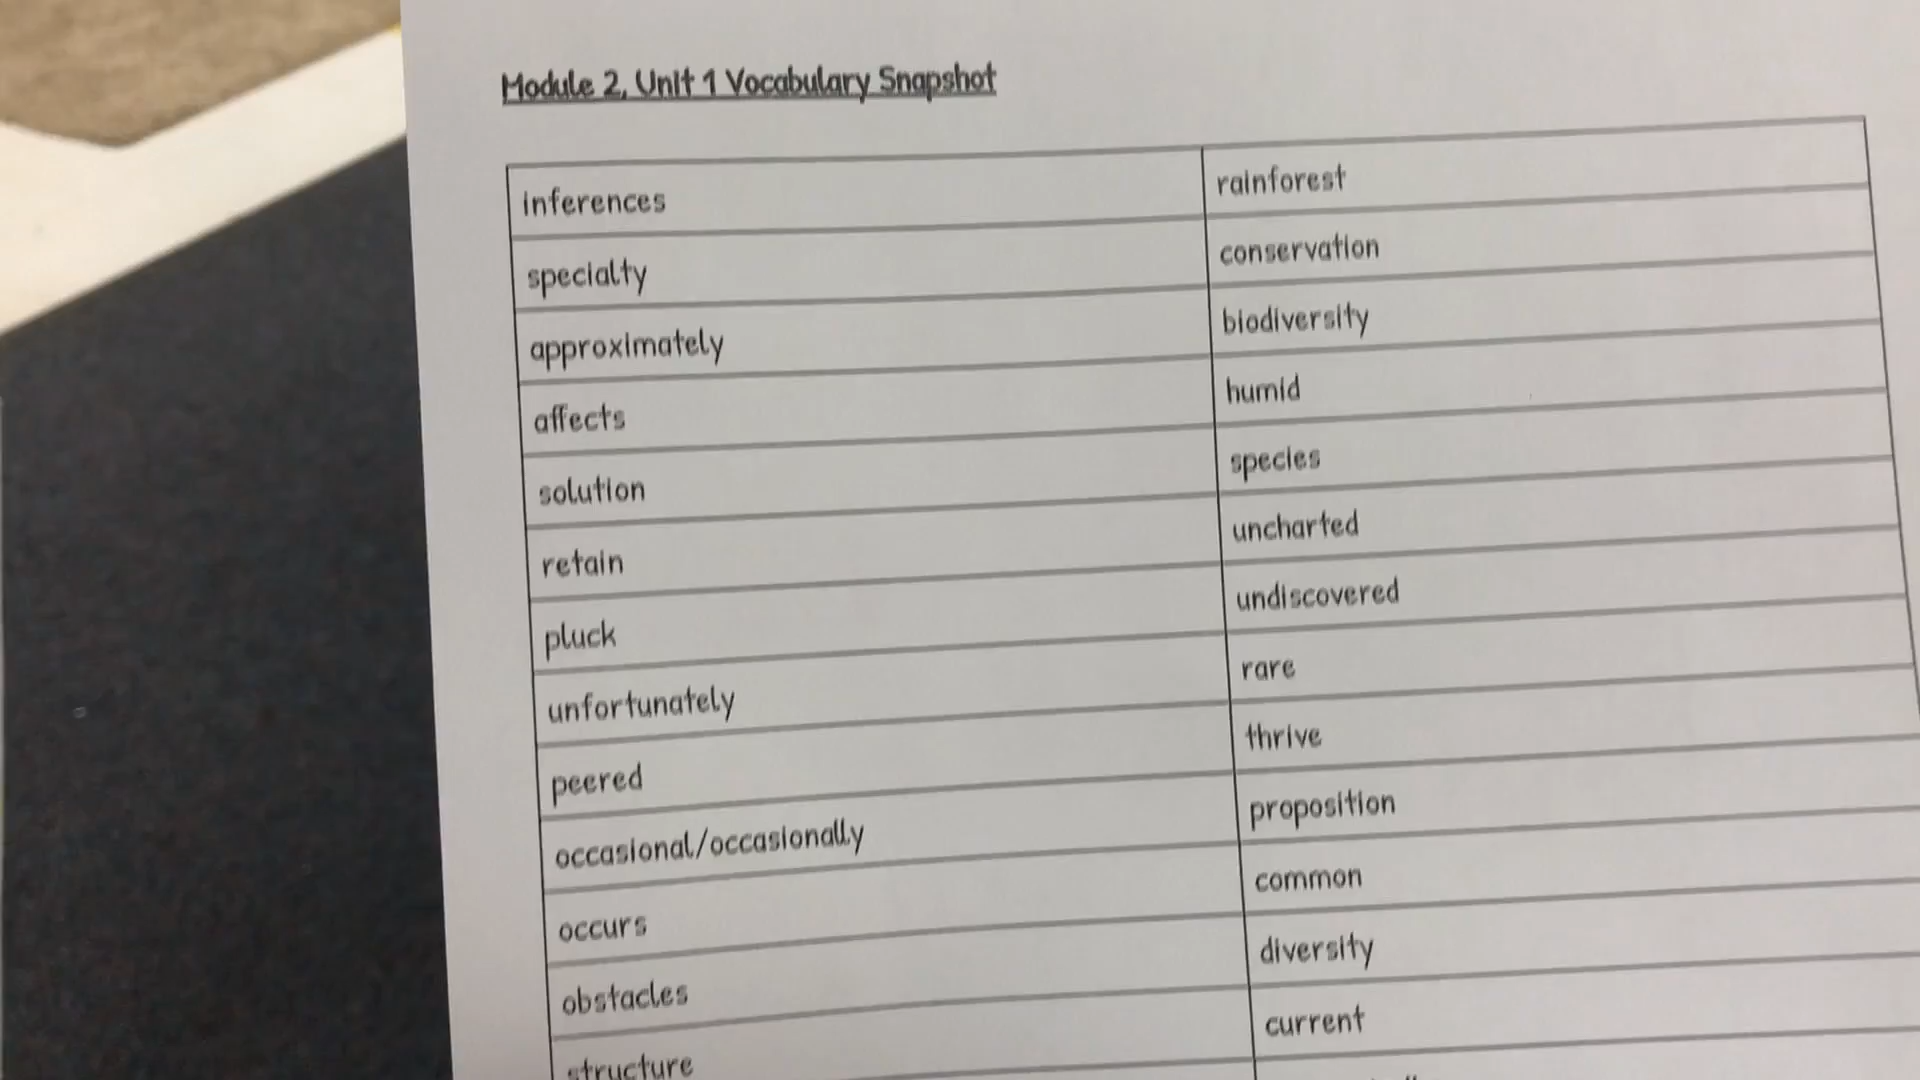 Module 2, Unit 1 Vocabulary Snapshot
inferences
rainforest
specialty
conservation
approximately
biodiversity
affects
humid
solution
species
retain
uncharted
pluck
undiscovered
unfortunately
rare
peered
thrive
occasional/occasionally
proposition
occurs
common
obstacles
diversity
structure
current